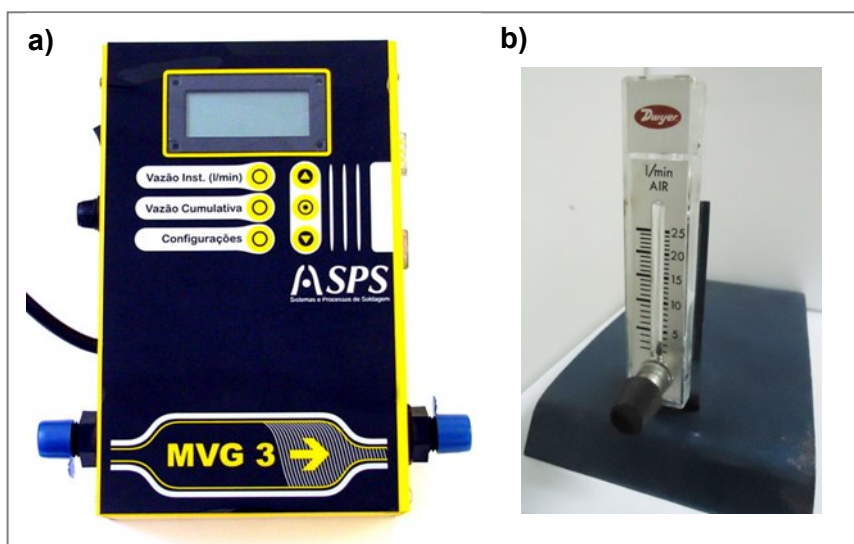 a)
Vazão Inst. (l/min)
Vazão Cumulativa
Configurações
ASPS
Sistemas e Processos de Soldagem
MVG 3
b)
Dwyer
l/min
AIR
25
20
15
10
5